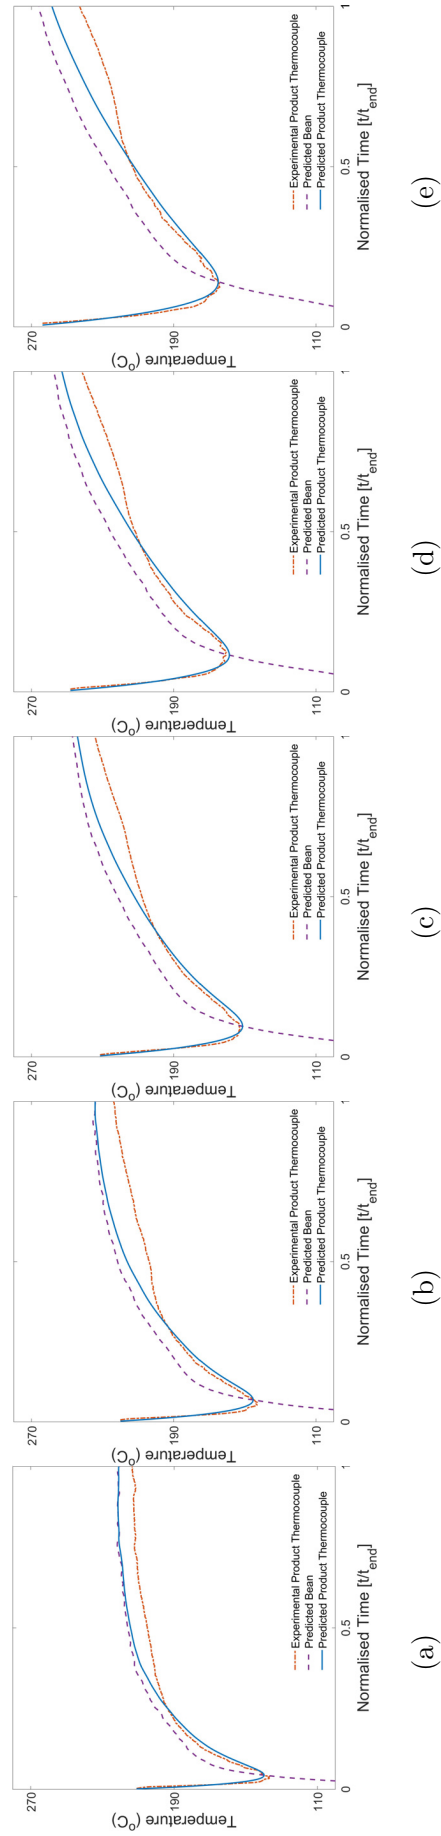 Temperature (°C)
270
190
110
0
0.5
1
Experimental Product Thermocouple
Predicted Bean
Predicted Product Thermocouple
Normalised Time [t/tend]
(a)
Temperature (°C)
270
190
110
0
0.5
1
Experimental Product Thermocouple
Predicted Bean
Predicted Product Thermocouple
Normalised Time [t/tend]
(b)
Temperature (°C)
270
190
110
0
0.5
1
Experimental Product Thermocouple
Predicted Bean
Predicted Product Thermocouple
Normalised Time [t/tend]
(c)
Temperature (°C)
270
190
110
0
0.5
1
Experimental Product Thermocouple
Predicted Bean
Predicted Product Thermocouple
Normalised Time [t/tend]
(d)
Temperature (°C)
270
190
110
0
0.5
1
Experimental Product Thermocouple
Predicted Bean
Predicted Product Thermocouple
Normalised Time [t/tend]
(e)